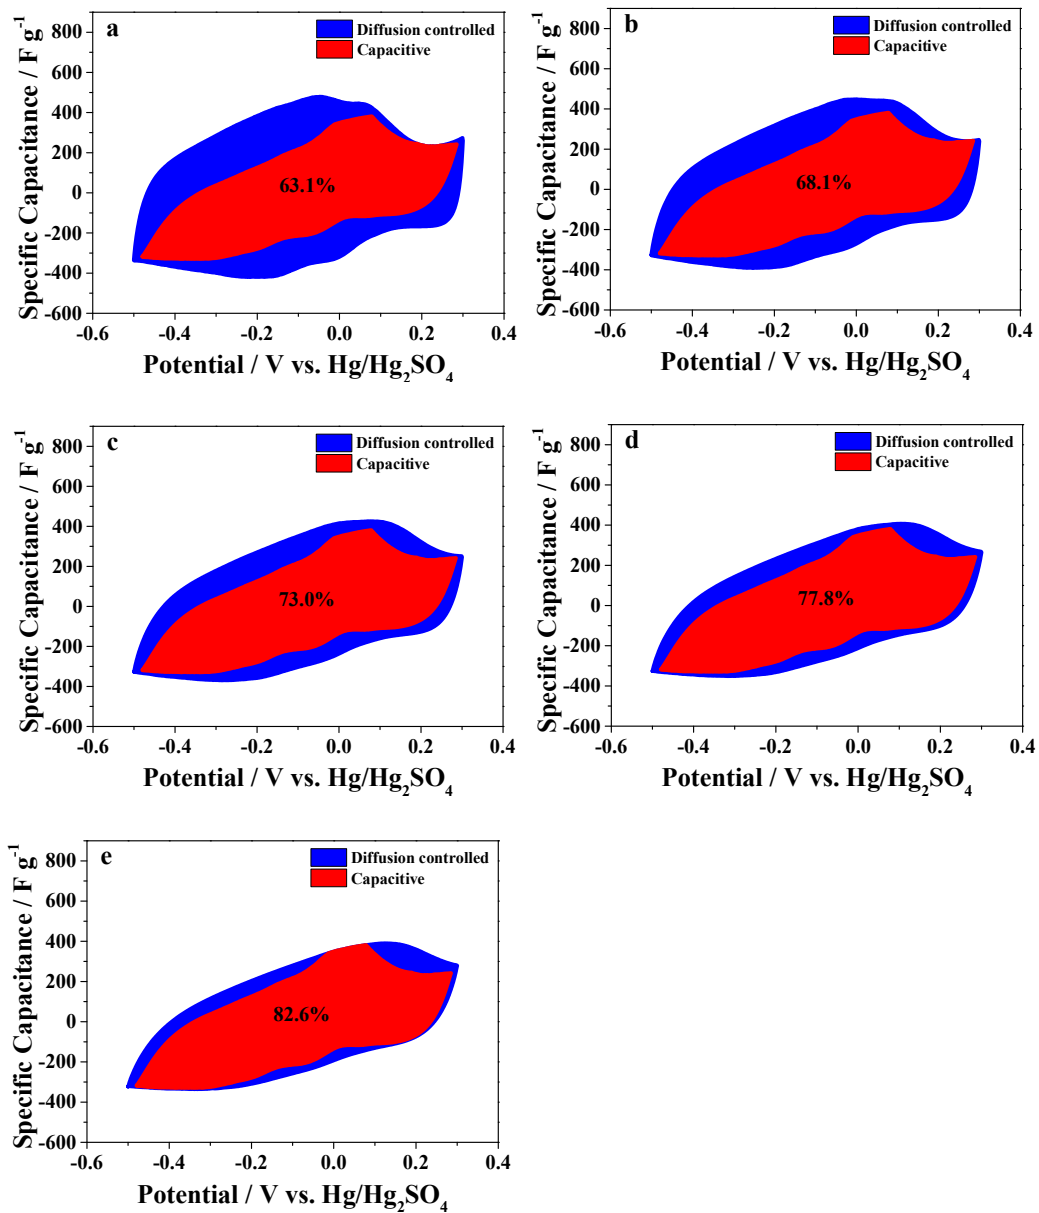 a
Diffusion controlled
Capacitive
63.1%
800
600
400
200
0
-200
-400
-600
-0.6 -0.4 -0.2 0.0 0.2 0.4
Specific Capacitance / F g⁻¹
Potential / V vs. Hg/Hg₂SO₄
b
Diffusion controlled
Capacitive
68.1%
800
600
400
200
0
-200
-400
-600
-0.6 -0.4 -0.2 0.0 0.2 0.4
Specific Capacitance / F g⁻¹
Potential / V vs. Hg/Hg₂SO₄
c
Diffusion controlled
Capacitive
73.0%
800
600
400
200
0
-200
-400
-600
-0.6 -0.4 -0.2 0.0 0.2 0.4
Specific Capacitance / F g⁻¹
Potential / V vs. Hg/Hg₂SO₄
d
Diffusion controlled
Capacitive
77.8%
800
600
400
200
0
-200
-400
-600
-0.6 -0.4 -0.2 0.0 0.2 0.4
Specific Capacitance / F g⁻¹
Potential / V vs. Hg/Hg₂SO₄
e
Diffusion controlled
Capacitive
82.6%
800
600
400
200
0
-200
-400
-600
-0.6 -0.4 -0.2 0.0 0.2 0.4
Specific Capacitance / F g⁻¹
Potential / V vs. Hg/Hg₂SO₄